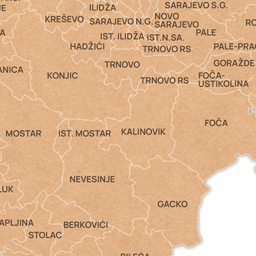 SARAJEVO S.G.
ILIDŽA
KREŠEVO
SARAJEVO N.G.
NOVO
SARAJEVO
IST. ILIDŽA
IST.N.SA.
PALE
HADŽIĆI
TRNOVO RS
PALE-PRA
GORAŽDE
TRNOVO
ANICA
KONJIC
TRNOVO RS
FOČA-
USTIKOLINA
FOČA
MOSTAR
IST. MOSTAR
KALINOVIK
NEVESINJE
LUK
GACKO
APLJINA
BERKOVIĆI
STOLAC
BILEĆA